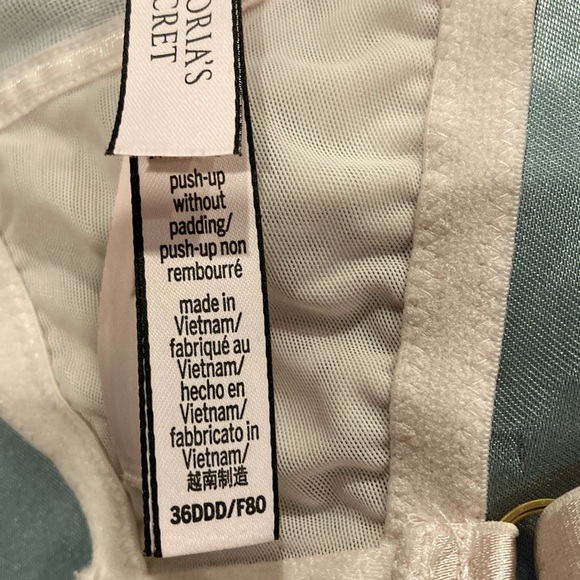 ORIA'S
CRET
push-up
without
padding/
push-up non
rembourré
made in
Vietnam/
fabriqué au
Vietnam/
hecho en
Vietnam/
fabbricato in
Vietnam/
越南制造
36DDD/F80